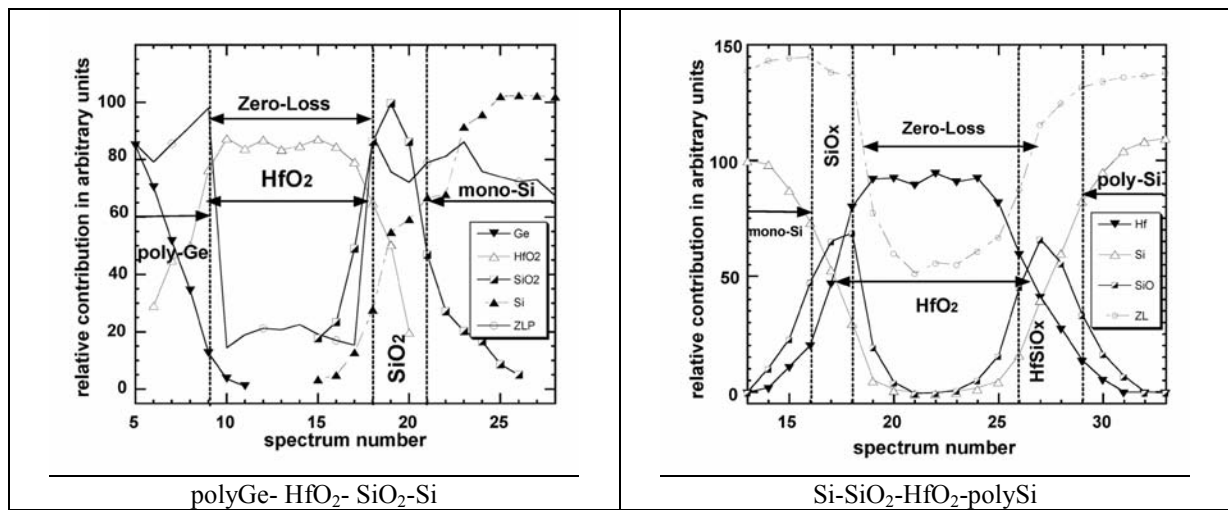 relative contribution in arbitrary units
100
80
60
40
20
0
Zero-Loss
HfO₂
mono-Si
poly-Ge
SiO₂
Ge
HfO2
SiO2
Si
ZLP
5
10
15
20
25
spectrum number
polyGe- HfO₂- SiO₂-Si
relative contribution in arbitrary units
150
100
50
0
SiOx
Zero-Loss
poly-Si
mono-Si
HfO₂
HfSiOx
Hf
Si
SiO
ZL
15
20
25
30
spectrum number
Si-SiO₂-HfO₂-polySi